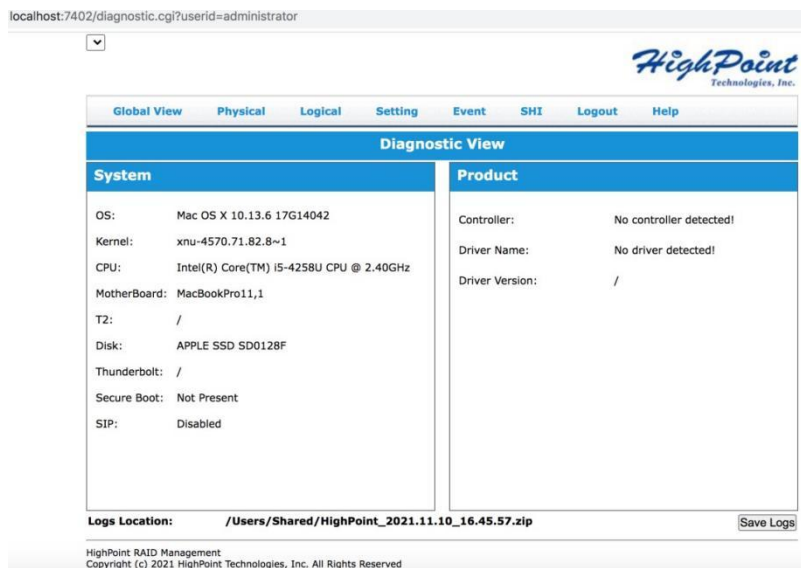 localhost:7402/diagnostic.cgi?userid=administrator
HighPoint
Technologies, Inc.
Global View Physical Logical Setting Event SHI Logout Help
Diagnostic View
System
OS: Mac OS X 10.13.6 17G14042
Kernel: xnu-4570.71.82.8~1
CPU: Intel(R) Core(TM) i5-4258U CPU @ 2.40GHz
MotherBoard: MacBookPro11,1
T2: /
Disk: APPLE SSD SD0128F
Thunderbolt: /
Secure Boot: Not Present
SIP: Disabled
Product
Controller: No controller detected!
Driver Name: No driver detected!
Driver Version: /
Logs Location: /Users/Shared/HighPoint_2021.11.10_16.45.57.zip
Save Logs
HighPoint RAID Management
Copyright (c) 2021 HighPoint Technologies, Inc. All Rights Reserved